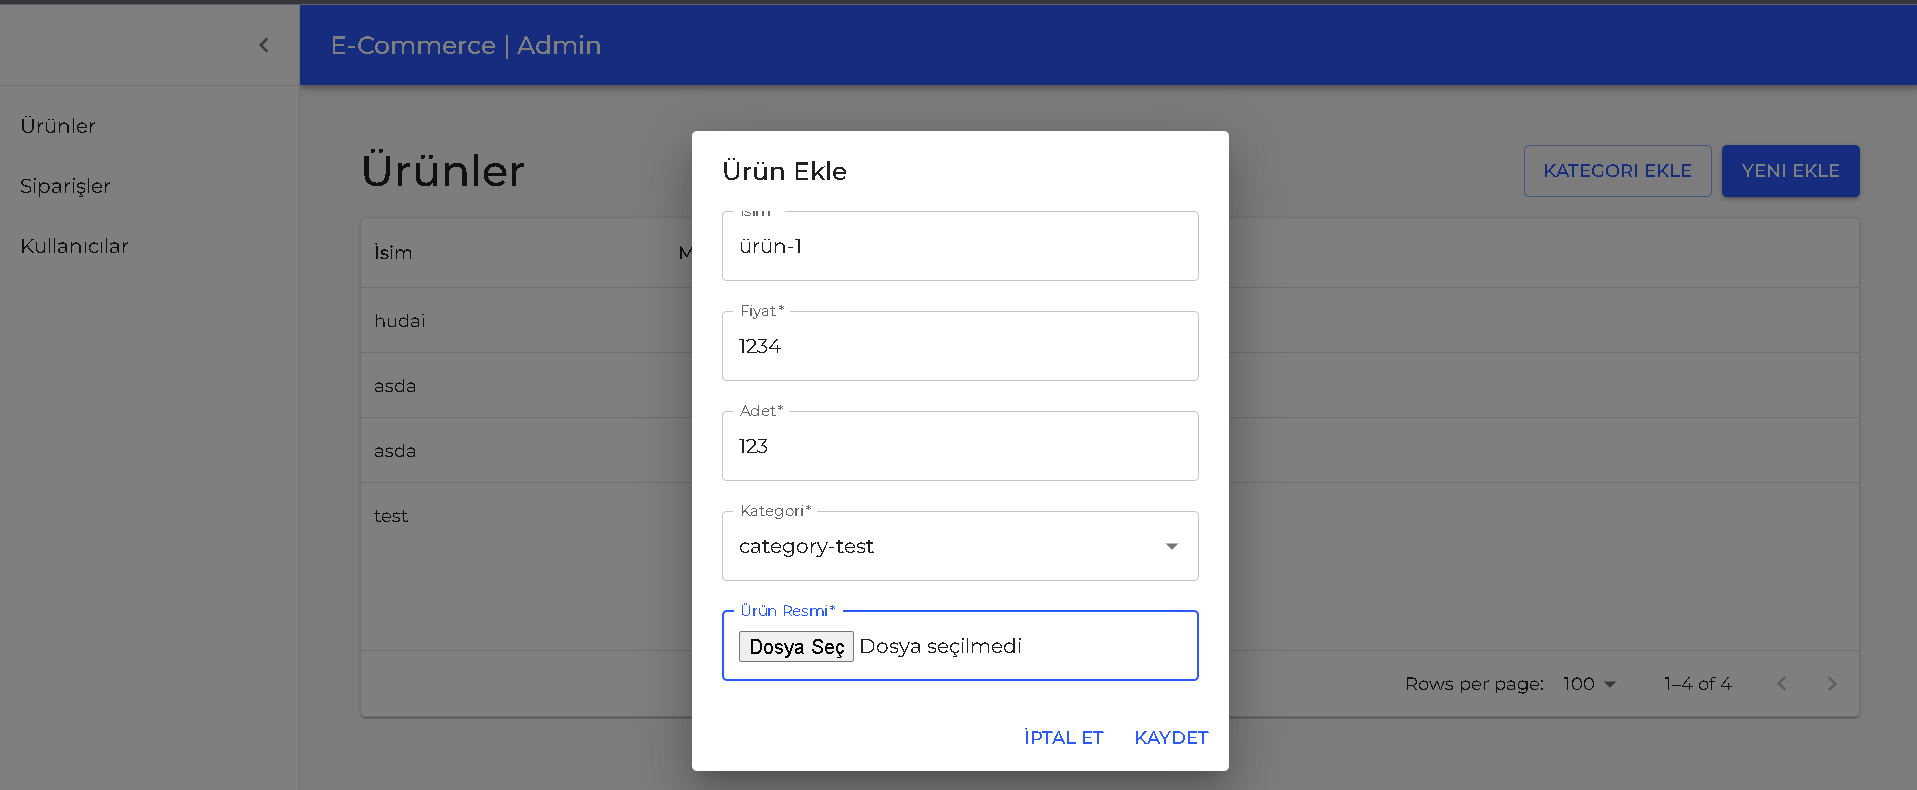 E-Commerce | Admin
Ürünler
Siparişler
Kullanıcılar
Ürünler
KATEGORI EKLE
YENI EKLE
İsim
M
hudai
asda
asda
test
Rows per page: 100
1–4 of 4
Ürün Ekle
İsim
ürün-1
Fiyat*
1234
Adet*
123
Kategori*
category-test
Ürün Resmi*
Dosya Seç Dosya seçilmedi
İPTAL ET
KAYDET